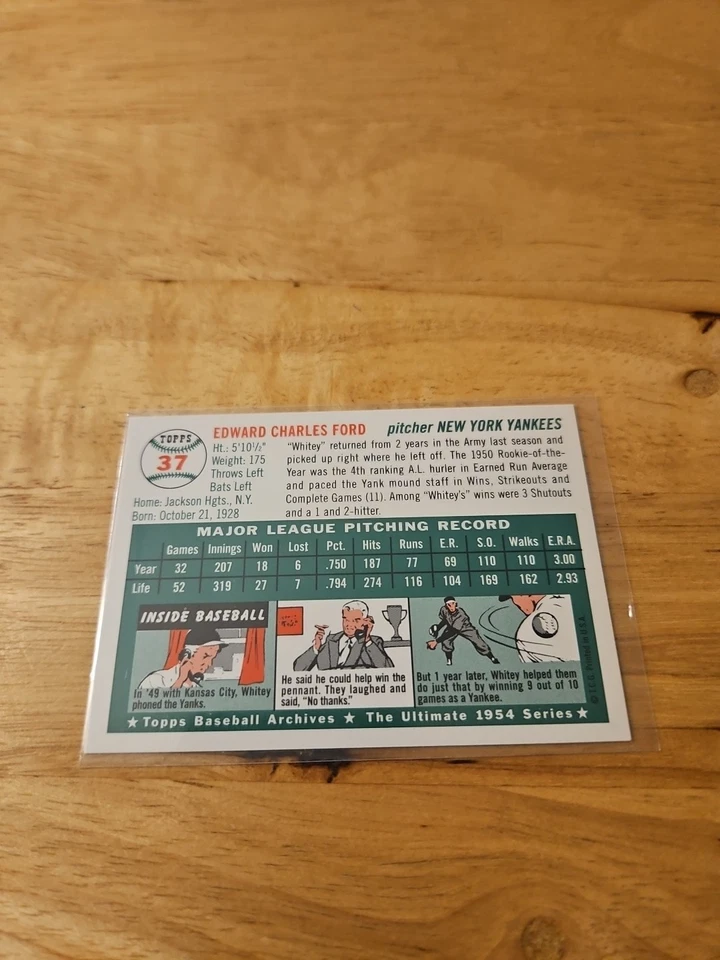 TOPPS
37
EDWARD CHARLES FORD pitcher NEW YORK YANKEES
Ht.: 5'10½"
Weight: 175
Throws Left
Bats Left
Home: Jackson Hgts., N.Y.
Born: October 21, 1928
"Whitey" returned from 2 years in the Army last season and
picked up right where he left off. The 1950 Rookie-of-the-
Year was the 4th ranking A.L. hurler in Earned Run Average
and paced the Yank mound staff in Wins, Strikeouts and
Complete Games (11). Among "Whitey's" wins were 3 Shutouts
and a 1 and 2-hitter.
MAJOR LEAGUE PITCHING RECORD
Games Innings Won Lost Pct. Hits Runs E.R. S.O. Walks E.R.A.
Year 32 207 18 6 .750 187 77 69 110 110 3.00
Life 52 319 27 7 .794 274 116 104 169 162 2.93
INSIDE BASEBALL
In '49 with Kansas City, Whitey
phoned the Yanks.
He said he could help win the
pennant. They laughed and
said, "No thanks."
But 1 year later, Whitey helped them
do just that by winning 9 out of 10
games as a Yankee.
© T.C.G. Printed in U.S.A.
★ Topps Baseball Archives ★ The Ultimate 1954 Series ★